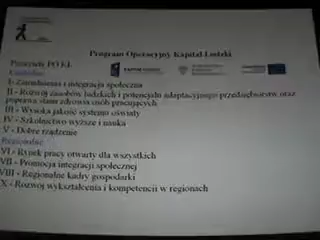 Program Operacyjny Kapitał Ludzki
Priorytety PO KL
Centralne
I- Zatrudnienie i integracja społeczna
II - Rozwój zasobów ludzkich i potencjału adaptacyjnego przedsiębiorstw oraz
poprawa stanu zdrowia osób pracujących
III - Wysoka jakość systemu oświaty
IV - Szkolnictwo wyższe i nauka
V - Dobre rządzenie
Regionalne
VI - Rynek pracy otwarty dla wszystkich
VII - Promocja integracji społecznej
VIII - Regionalne kadry gospodarki
X - Rozwój wykształcenia i kompetencji w regionach